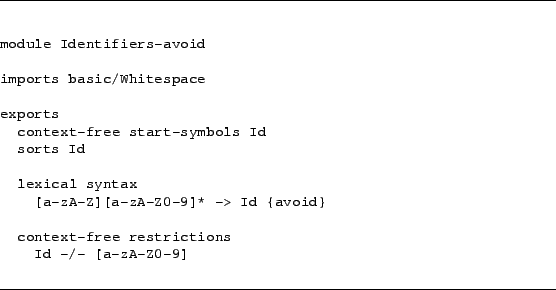 module Identifiers-avoid
imports basic/Whitespace
exports
context-free start-symbols Id
sorts Id
lexical syntax
[a-zA-Z][a-zA-Z0-9]* -> Id {avoid}
context-free restrictions
Id -/- [a-zA-Z0-9]